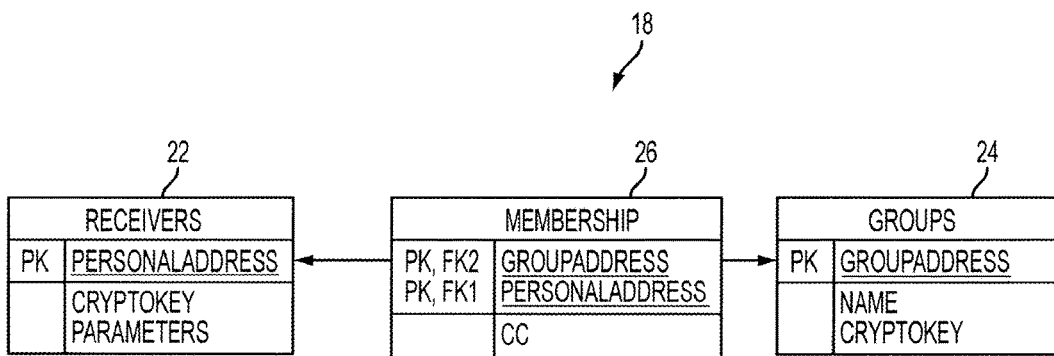 18
22
26
24
RECEIVERS
PK PERSONALADDRESS
CRYPTOKEY
PARAMETERS
MEMBERSHIP
PK, FK2 GROUPADDRESS
PK, FK1 PERSONALADDRESS
CC
GROUPS
PK GROUPADDRESS
NAME
CRYPTOKEY